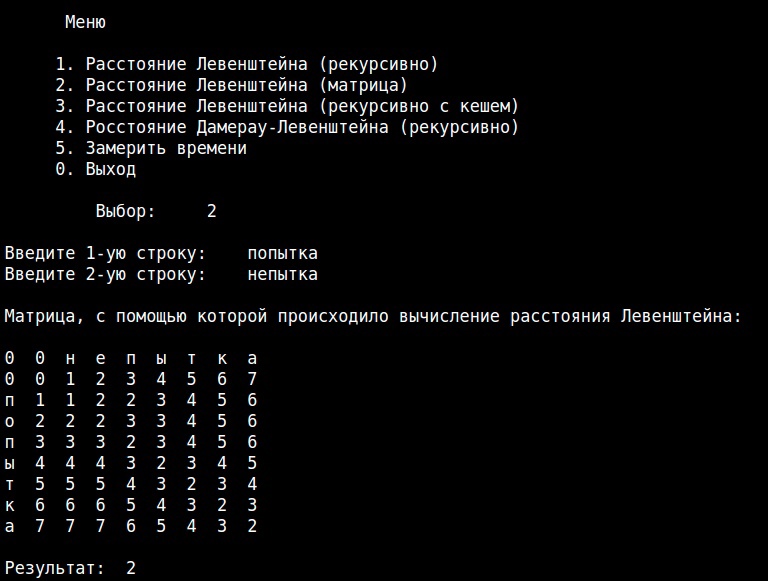 Меню
1. Расстояние Левенштейна (рекурсивно)
2. Расстояние Левенштейна (матрица)
3. Расстояние Левенштейна (рекурсивно с кешем)
4. Росстояние Дамерау-Левенштейна (рекурсивно)
5. Замерить времени
0. Выход
Выбор: 2
Введите 1-ую строку: попытка
Введите 2-ую строку: непытка
Матрица, с помощью которой происходило вычисление расстояния Левенштейна:
0 0 н е п ы т к а
0 0 1 2 3 4 5 6 7
п 1 1 2 2 3 4 5 6
о 2 2 2 3 3 4 5 6
п 3 3 3 2 3 4 5 6
ы 4 4 4 3 2 3 4 5
т 5 5 5 4 3 2 3 4
к 6 6 6 5 4 3 2 3
а 7 7 7 6 5 4 3 2
Результат: 2